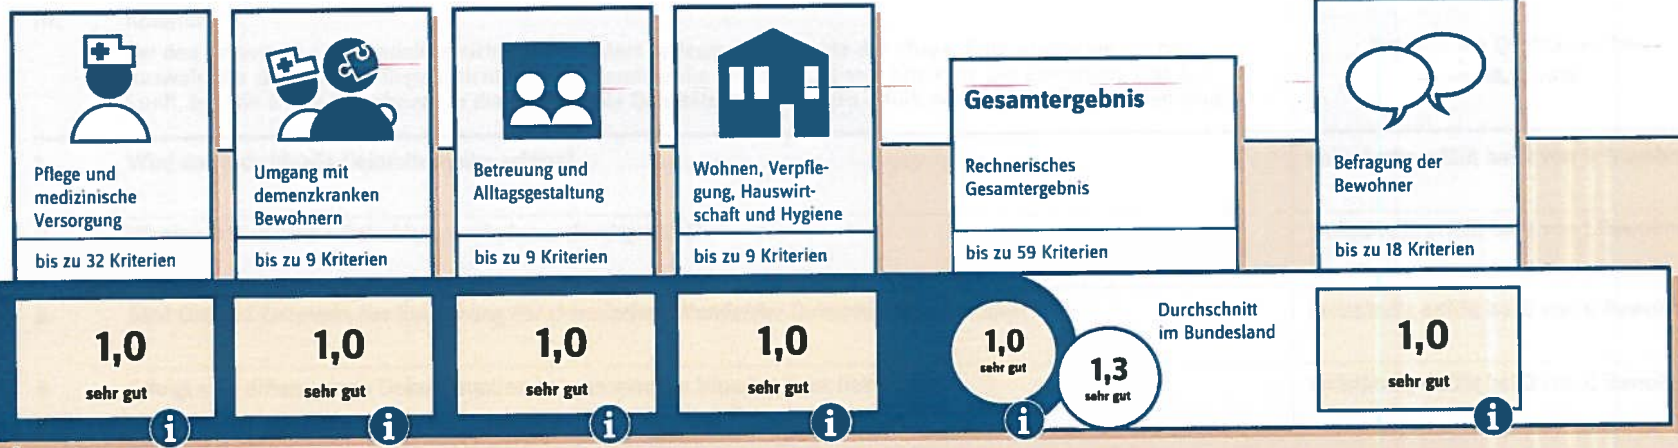 Pflege und
medizinische
Versorgung
bis zu 32 Kriterien
1,0
sehr gut
i
Umgang mit
demenzkranken
Bewohnern
bis zu 9 Kriterien
1,0
sehr gut
i
Betreuung und
Alltagsgestaltung
bis zu 9 Kriterien
1,0
sehr gut
i
Wohnen, Verpfle-
gung, Hauswirt-
schaft und Hygiene
bis zu 9 Kriterien
1,0
sehr gut
i
Gesamtergebnis
Rechnerisches
Gesamtergebnis
bis zu 59 Kriterien
1,0
sehr gut
i
1,3
sehr gut
Durchschnitt
im Bundesland
Befragung der
Bewohner
bis zu 18 Kriterien
1,0
sehr gut
i